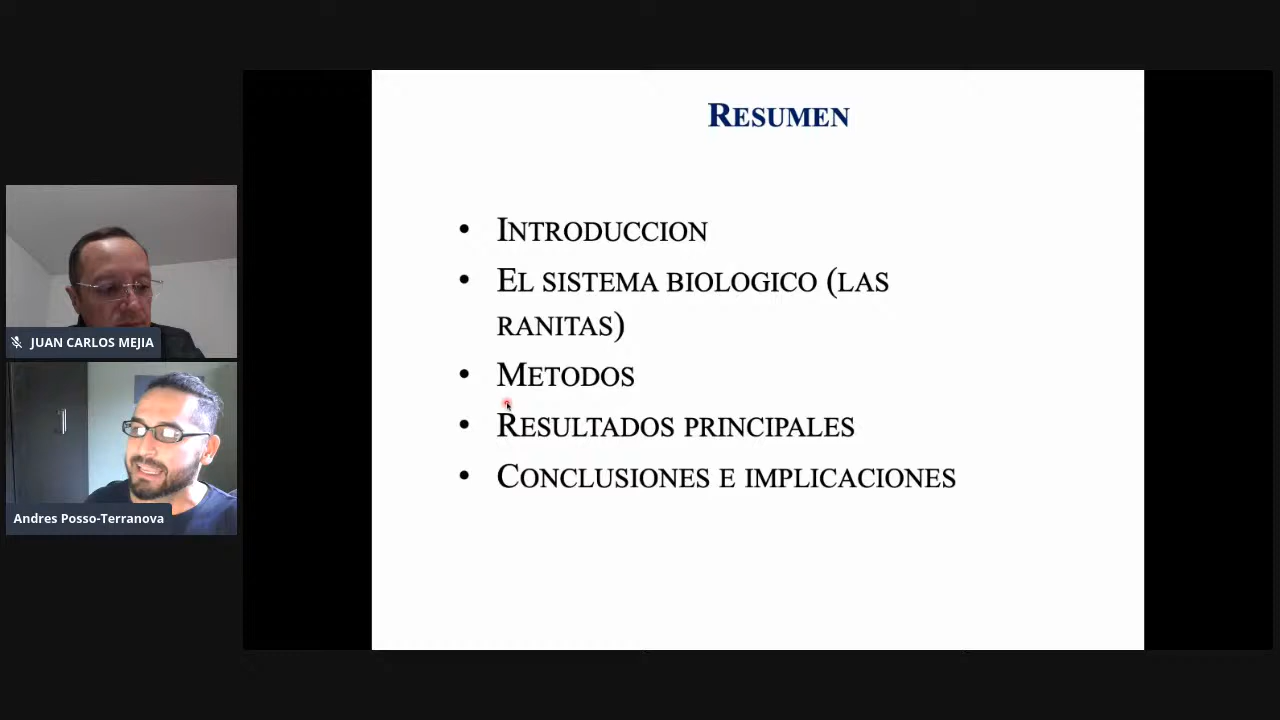 RESUMEN
• INTRODUCCION
• EL SISTEMA BIOLOGICO (LAS
RANITAS)
• METODOS
• RESULTADOS PRINCIPALES
• CONCLUSIONES E IMPLICACIONES
JUAN CARLOS MEJIA
Andres Posso-Terranova